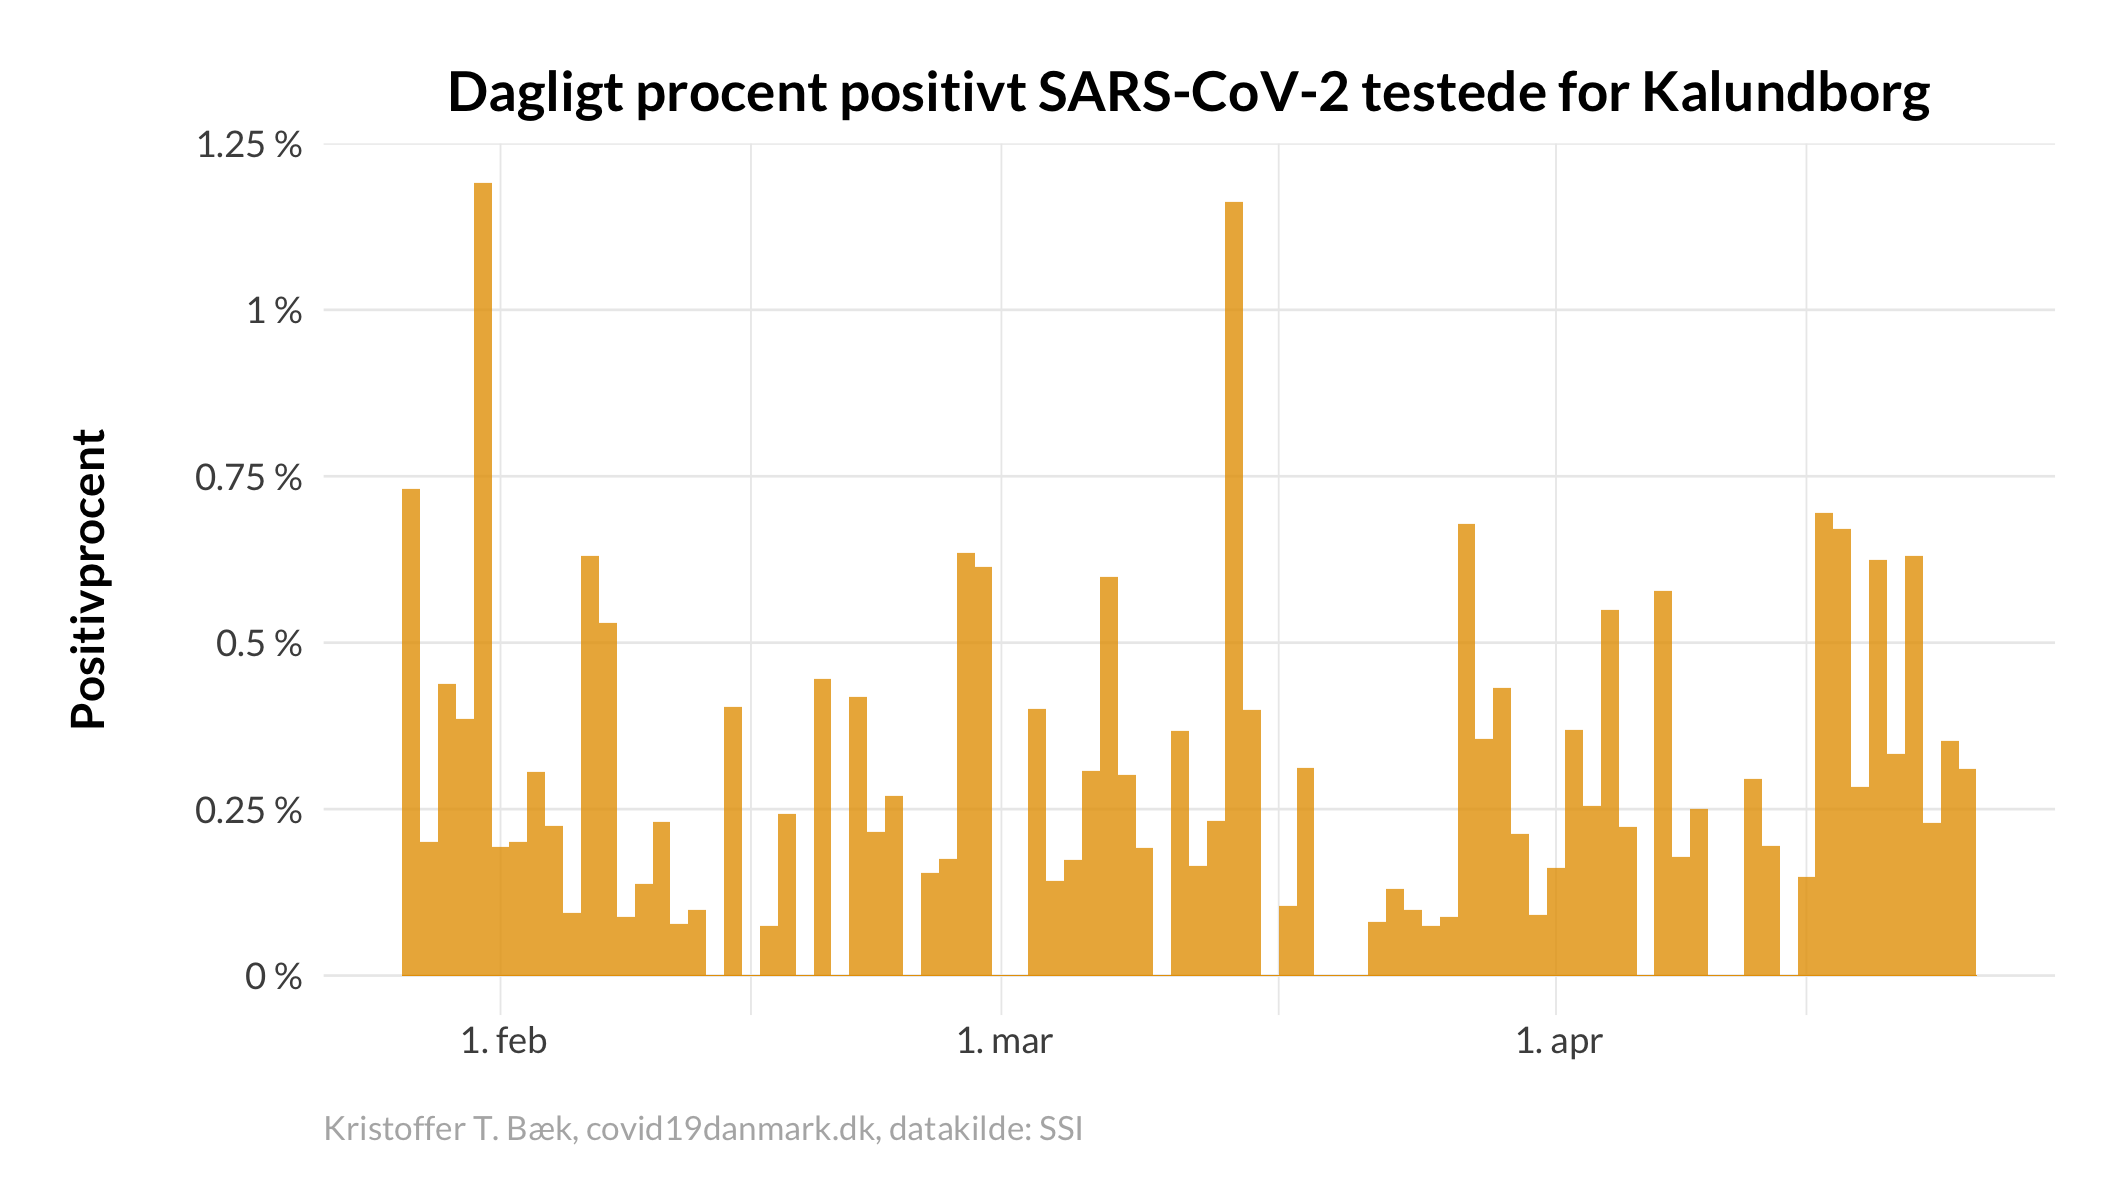 Dagligt procent positivt SARS-CoV-2 testede for Kalundborg
1.25 %
1 %
0.75 %
0.5 %
0.25 %
0 %
Positivprocent
1. feb
1. mar
1. apr
Kristoffer T. Bæk, covid19danmark.dk, datakilde: SSI